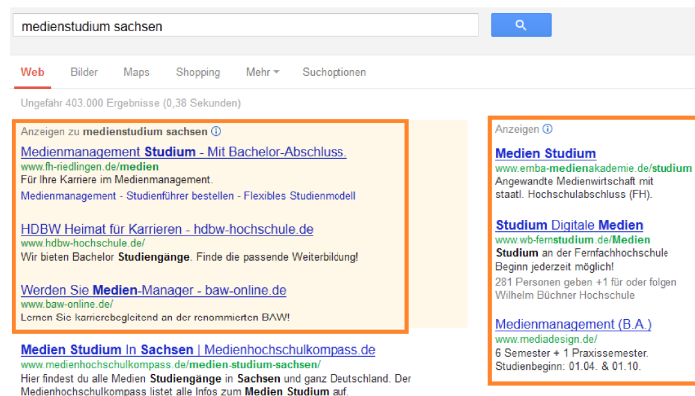 medienstudium sachsen
Web Bilder Maps Shopping Mehr Suchoptionen
Ungefähr 403.000 Ergebnisse (0,38 Sekunden)
Anzeigen zu medienstudium sachsen
Medienmanagement Studium - Mit Bachelor-Abschluss.
www.fh-riedlingen.de/medien
Für Ihre Karriere im Medienmanagement.
Medienmanagement - Studienführer bestellen - Flexibles Studienmodell
HDBW Heimat für Karrieren - hdbw-hochschule.de
www.hdbw-hochschule.de/
Wir bieten Bachelor Studiengänge. Finde die passende Weiterbildung!
Werden Sie Medien-Manager - baw-online.de
www.baw-online.de/
Lernen Sie karrierebegleitend an der renommierten BAW!
Medien Studium In Sachsen | Medienhochschulkompass.de
www.medienhochschulkompass.de/medien-studium-sachsen/
Hier findest du alle Medien Studiengänge in Sachsen und ganz Deutschland. Der
Medienhochschulkompass listet alle Infos zum Medien Studium auf.
Anzeigen
Medien Studium
www.emba-medienakademie.de/studium
Angewandte Medienwirtschaft mit
staatl. Hochschulabschluss (FH).
Studium Digitale Medien
www.wb-fernstudium.de/Medien
Studium an der Fernfachhochschule
Beginn jederzeit möglich!
281 Personen geben +1 für oder folgen
Wilhelm Büchner Hochschule
Medienmanagement (B.A.)
www.mediadesign.de/
6 Semester + 1 Praxissemester.
Studienbeginn: 01.04. & 01.10.